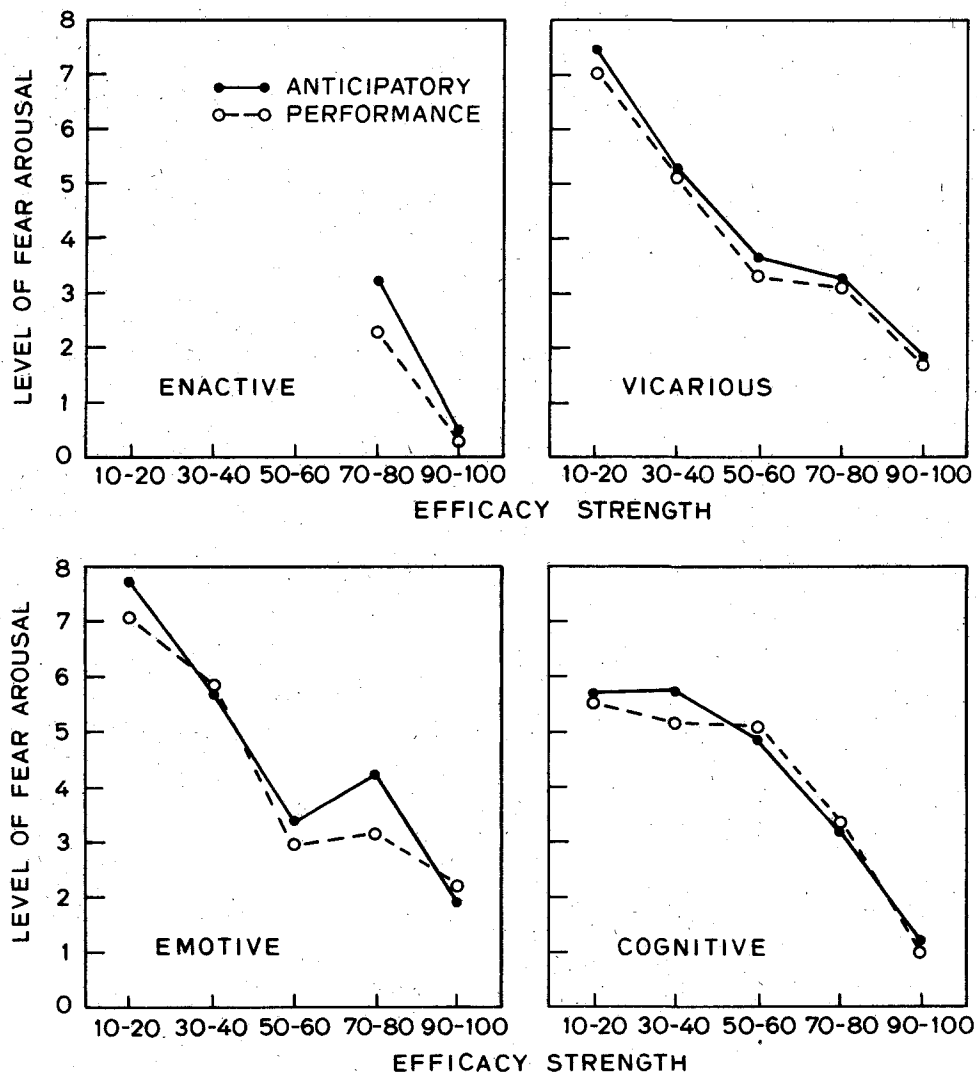 8
7
6
5
4
3
2
1
0
LEVEL OF FEAR AROUSAL
ANTICIPATORY
PERFORMANCE
ENACTIVE
VICARIOUS
10-20 30-40 50-60 70-80 90-100
10-20 30-40 50-60 70-80 90-100
EFFICACY STRENGTH
8
7
6
5
4
3
2
1
0
LEVEL OF FEAR AROUSAL
EMOTIVE
COGNITIVE
10-20 30-40 50-60 70-80 90-100
10-20 30-40 50-60 70-80 90-100
EFFICACY STRENGTH